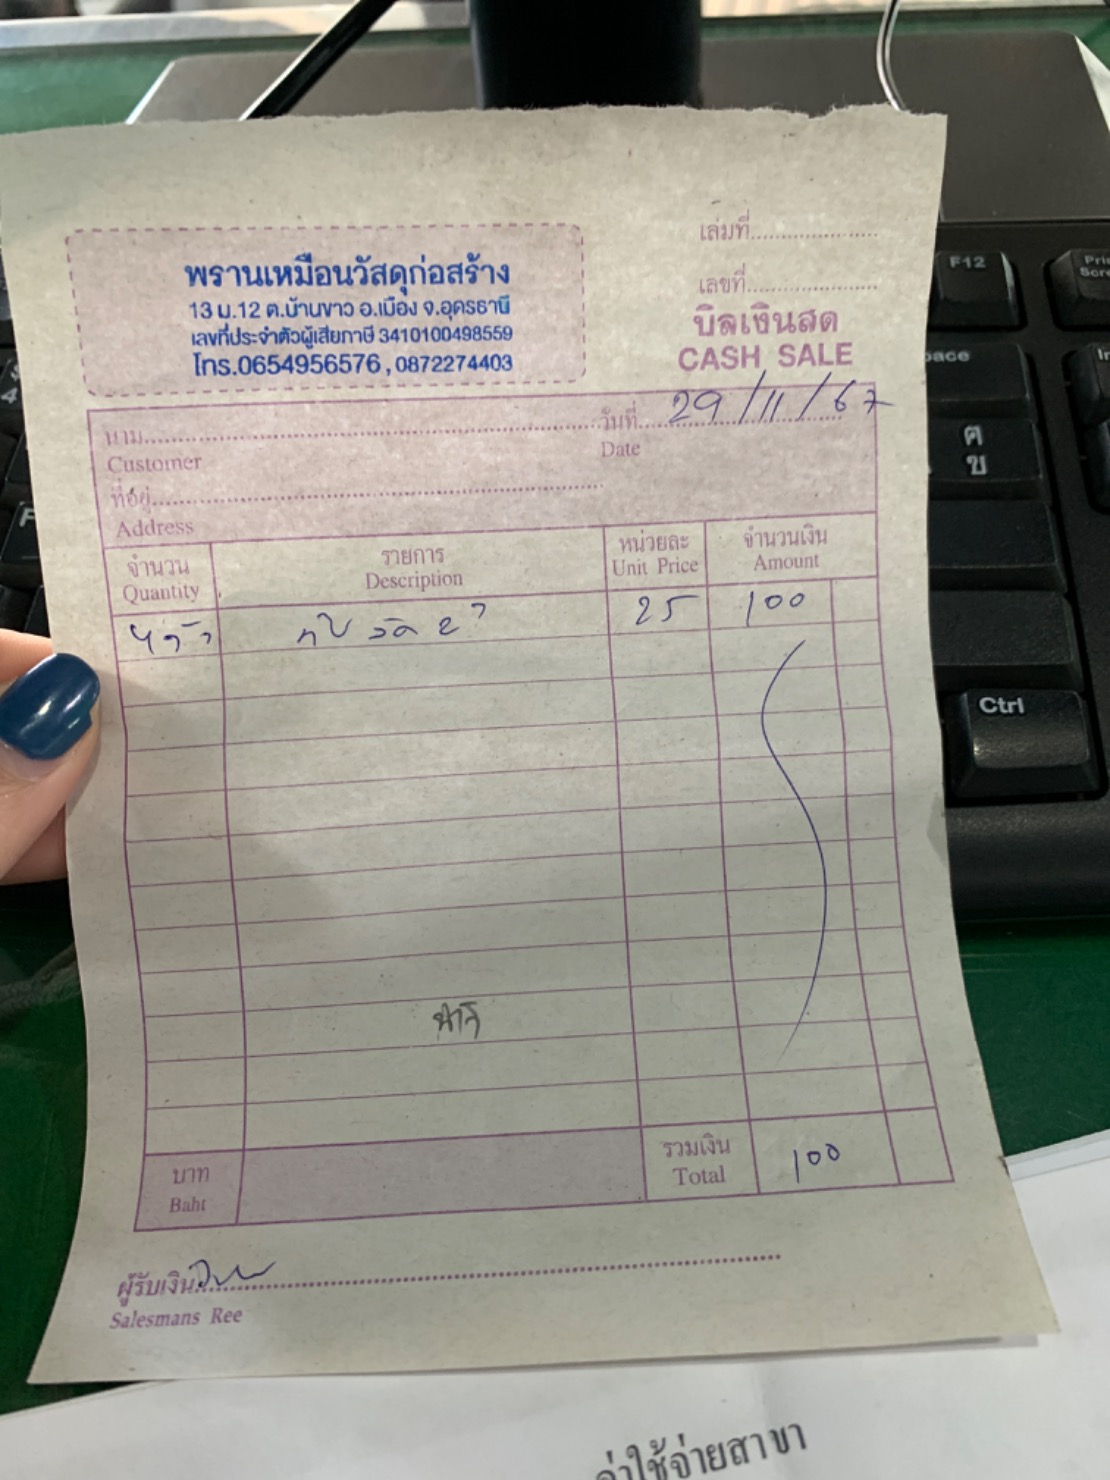 เล่มที่
เลขที่
พรานเหมือนวัสดุก่อสร้าง
13 ม.12 ต.บ้านขาว อ.เมือง จ.อุดรธานี
เลขที่ประจำตัวผู้เสียภาษี 3410100498559
โทร.0654956576 , 0872274403
บิลเงินสด
CASH SALE
นาม วันที่ 29/11/67
Customer Date
ที่อยู่
Address
จำนวน รายการ หน่วยละ จำนวนเงิน
Quantity Description Unit Price Amount
25 100
รวมเงิน
บาท Total 100
Baht
ผู้รับเงิน
Salesmans Ree
ค่าใช้จ่ายสาขา
F12
ศ
ข
Ctrl